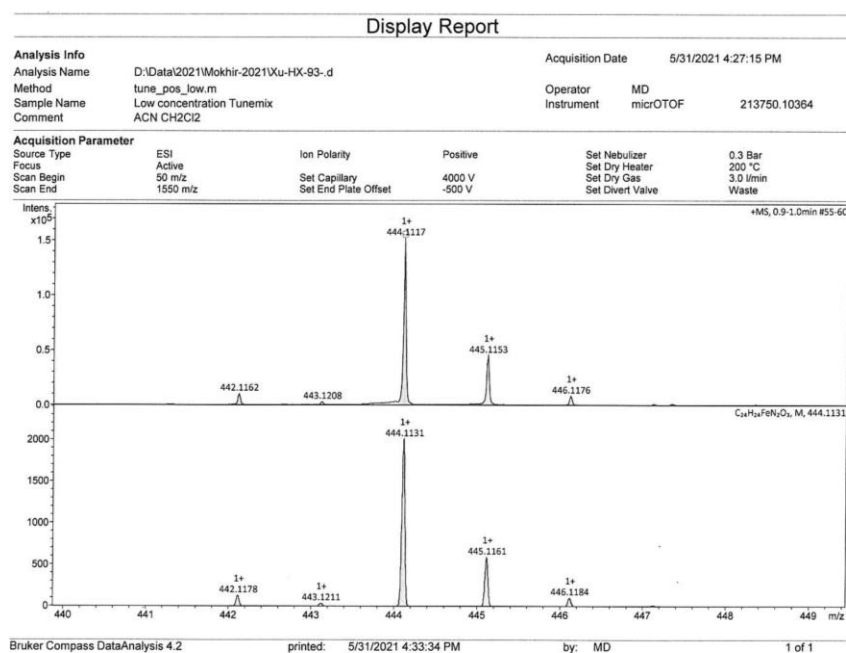 Display Report
Analysis Info
Acquisition Date 5/31/2021 4:27:15 PM
Analysis Name D:\Data\2021\Mokhir-2021\Xu-HX-93-.d
Method tune_pos_low.m Operator MD
Sample Name Low concentration Tunemix Instrument micrOTOF 213750.10364
Comment ACN CH2Cl2
Acquisition Parameter
Source Type ESI Ion Polarity Positive Set Nebulizer 0.3 Bar
Focus Active Set Dry Heater 200 °C
Scan Begin 50 m/z Set Capillary 4000 V Set Dry Gas 3.0 l/min
Scan End 1550 m/z Set End Plate Offset -500 V Set Divert Valve Waste
Intens.
x10⁵
+MS, 0.9-1.0min #55-60
1+
444.1117
1.5
1.0
0.5
1+
445.1153
442.1162
443.1208
1+
446.1176
0.0
C₂₄H₂₄FeN₂O₃, M, 444.1131
1+
444.1131
2000
1500
1000
500
1+
445.1161
1+
442.1178
1+
443.1211
1+
446.1184
0
440 441 442 443 444 445 446 447 448 449 m/z
Bruker Compass DataAnalysis 4.2 printed: 5/31/2021 4:33:34 PM by: MD 1 of 1